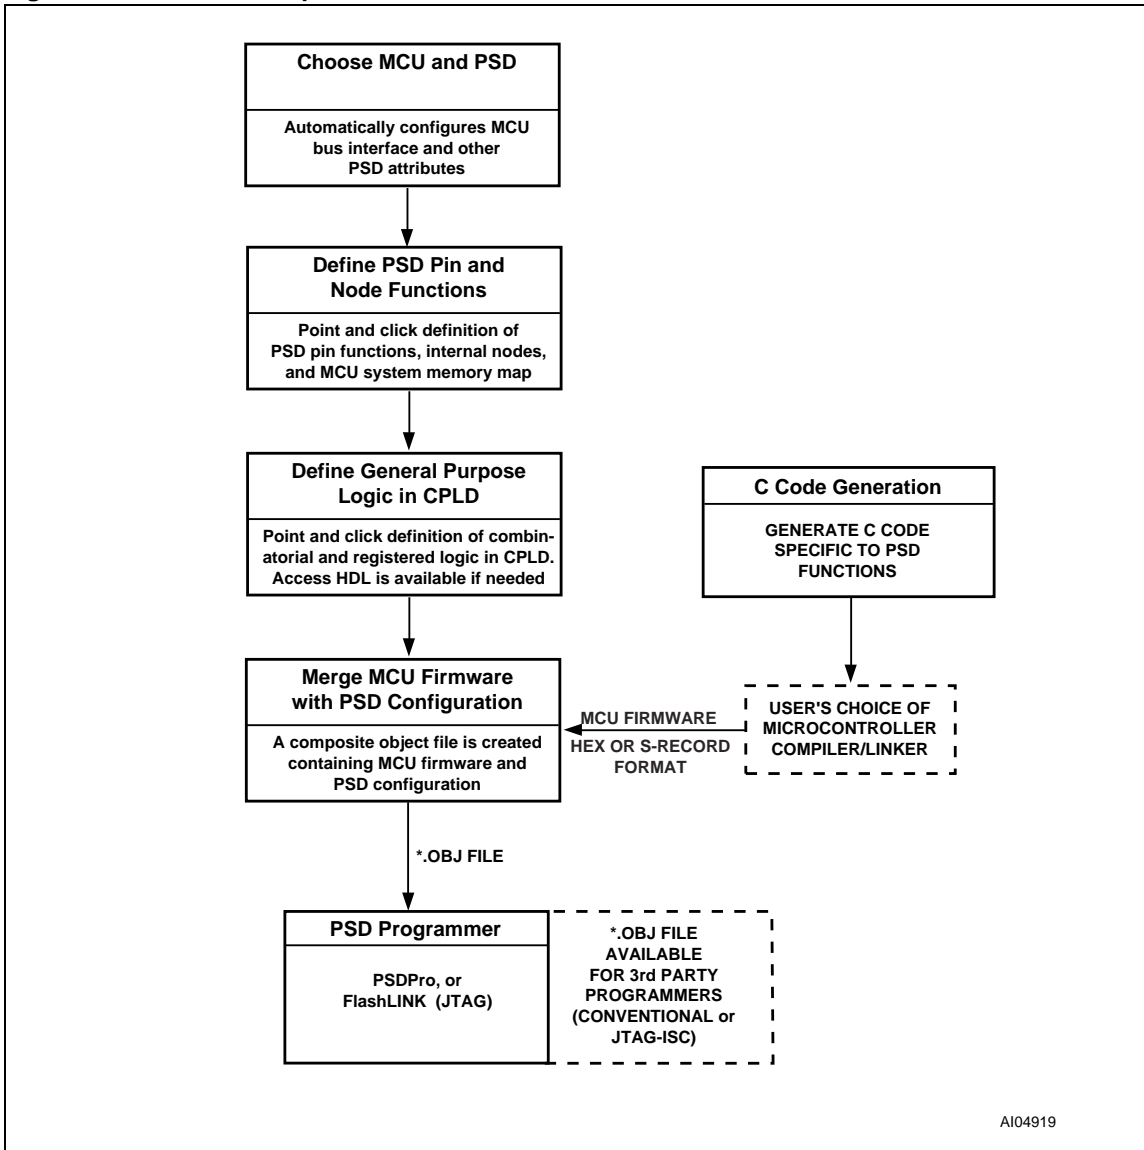 Choose MCU and PSD
Automatically configures MCU
bus interface and other
PSD attributes
Define PSD Pin and
Node Functions
Point and click definition of
PSD pin functions, internal nodes,
and MCU system memory map
Define General Purpose
Logic in CPLD
Point and click definition of combin-
atorial and registered logic in CPLD.
Access HDL is available if needed
C Code Generation
GENERATE C CODE
SPECIFIC TO PSD
FUNCTIONS
Merge MCU Firmware
with PSD Configuration
A composite object file is created
containing MCU firmware and
PSD configuration
MCU FIRMWARE
HEX OR S-RECORD
FORMAT
USER'S CHOICE OF
MICROCONTROLLER
COMPILER/LINKER
*.OBJ FILE
PSD Programmer
PSDPro, or
FlashLINK (JTAG)
*.OBJ FILE
AVAILABLE
FOR 3rd PARTY
PROGRAMMERS
(CONVENTIONAL or
JTAG-ISC)
AI04919